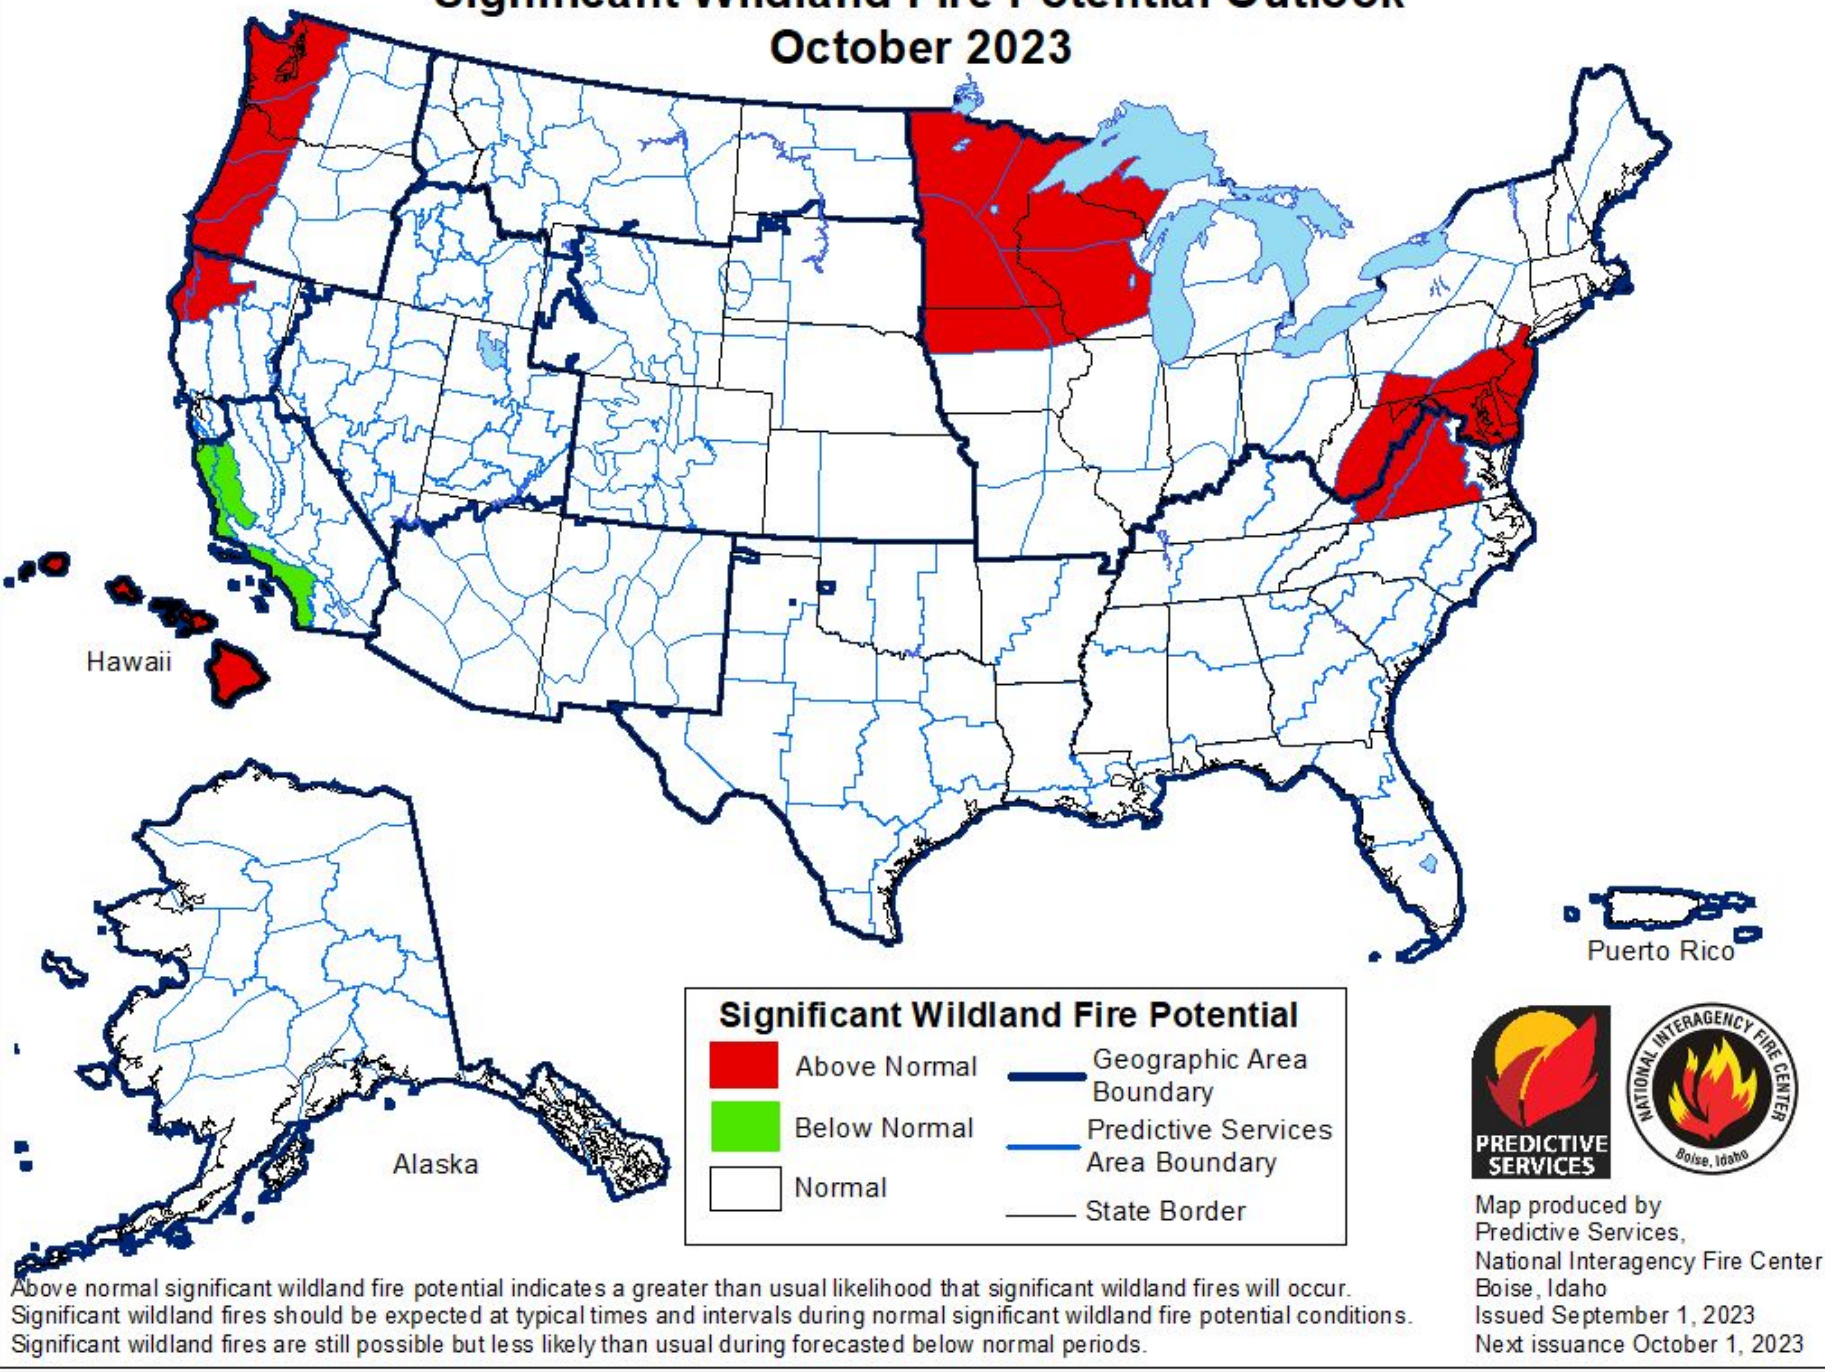 Significant Wildland Fire Potential Outlook
October 2023
Hawaii
Puerto Rico
Alaska
Significant Wildland Fire Potential
Above Normal
Below Normal
Normal
Geographic Area
Boundary
Predictive Services
Area Boundary
State Border
PREDICTIVE
SERVICES
NATIONAL INTERAGENCY FIRE CENTER
Boise, Idaho
Map produced by
Predictive Services,
National Interagency Fire Center
Boise, Idaho
Issued September 1, 2023
Next issuance October 1, 2023
Above normal significant wildland fire potential indicates a greater than usual likelihood that significant wildland fires will occur.
Significant wildland fires should be expected at typical times and intervals during normal significant wildland fire potential conditions.
Significant wildland fires are still possible but less likely than usual during forecasted below normal periods.